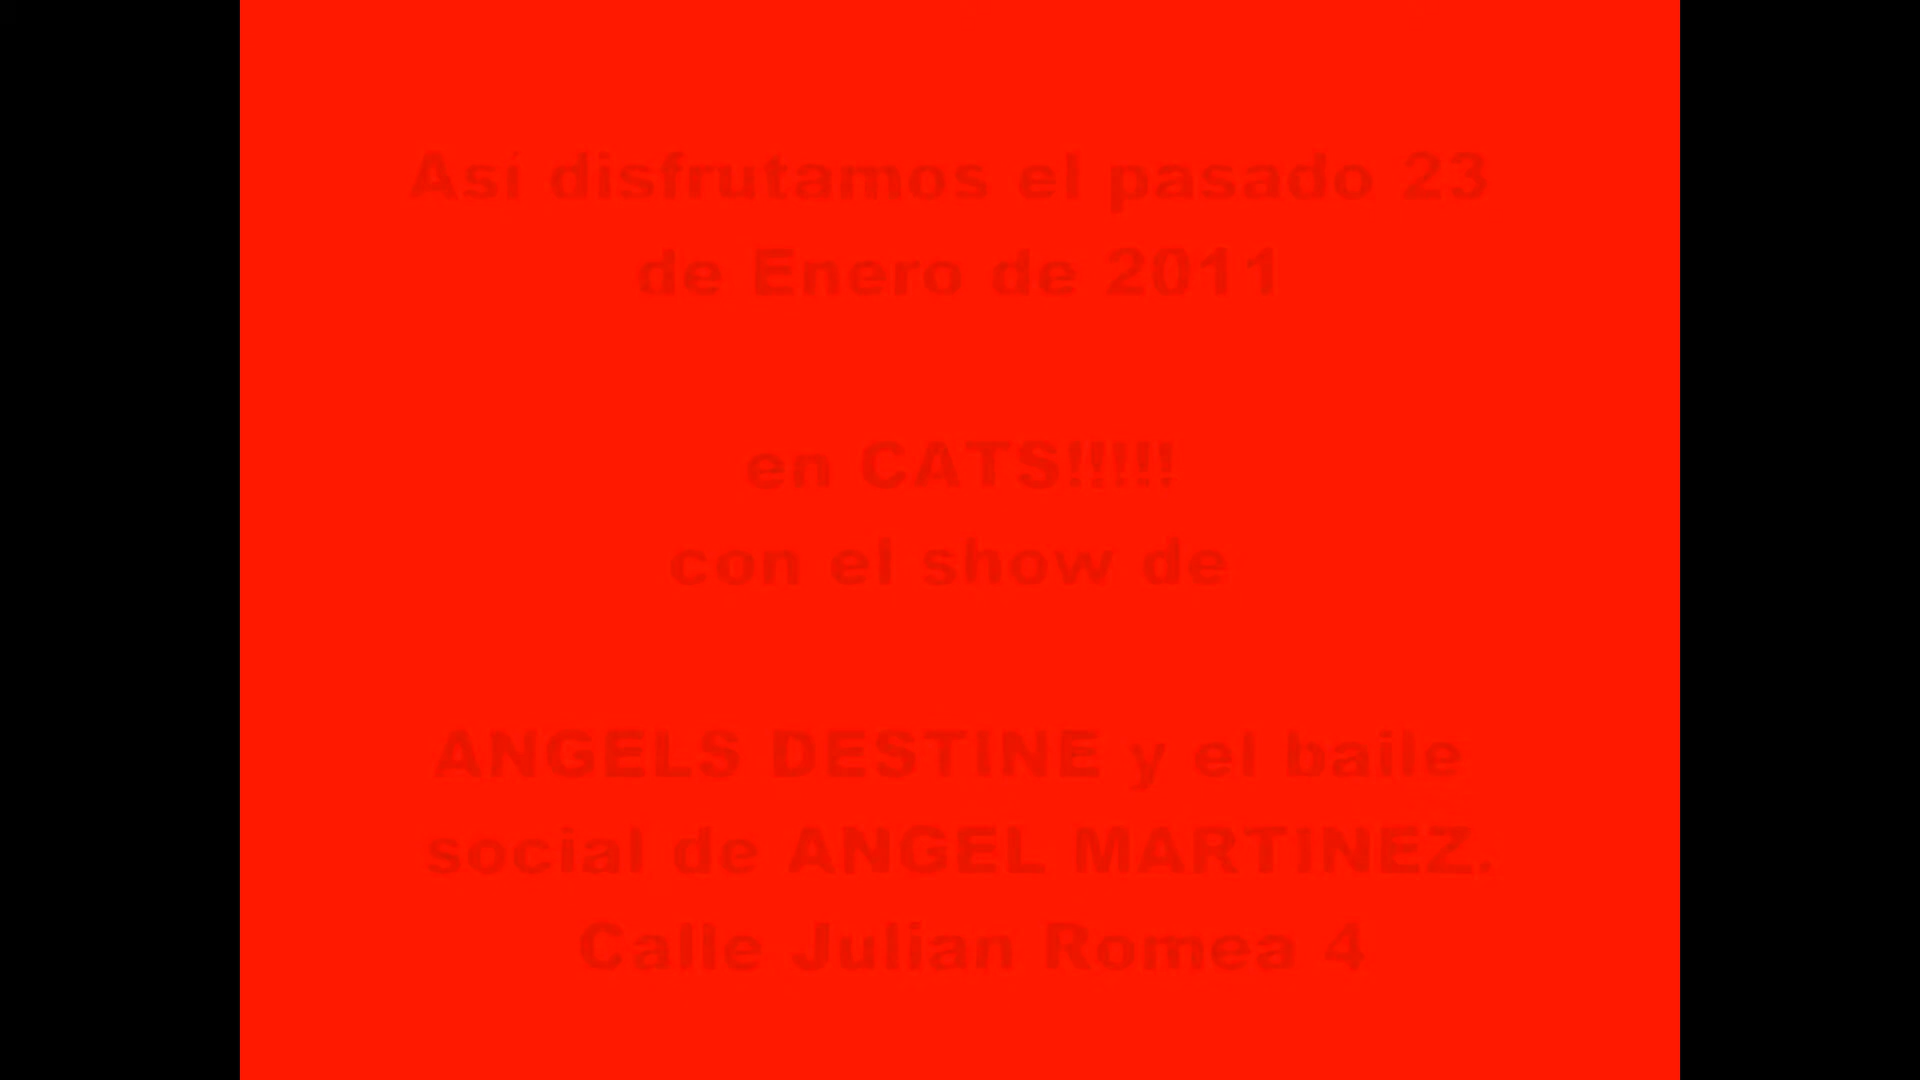 Así disfrutamos el pasado 23
de Enero de 2011
en CATS!!!!!
con el show de
ANGELS DESTINE y el baile
social de ANGEL MARTINEZ.
Calle Julian Romea 4